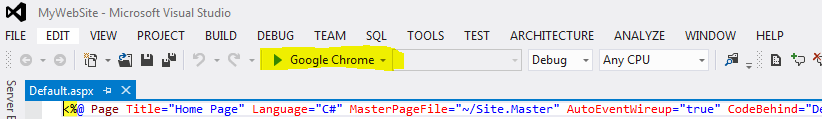 MyWebSite - Microsoft Visual Studio
FILE EDIT VIEW PROJECT BUILD DEBUG TEAM SQL TOOLS TEST ARCHITECTURE ANALYZE WINDOW HELP
Google Chrome Debug Any CPU
Server E
Default.aspx
<%@ Page Title="Home Page" Language="C#" MasterPageFile="~/Site.Master" AutoEventWireup="true" CodeBehind="De